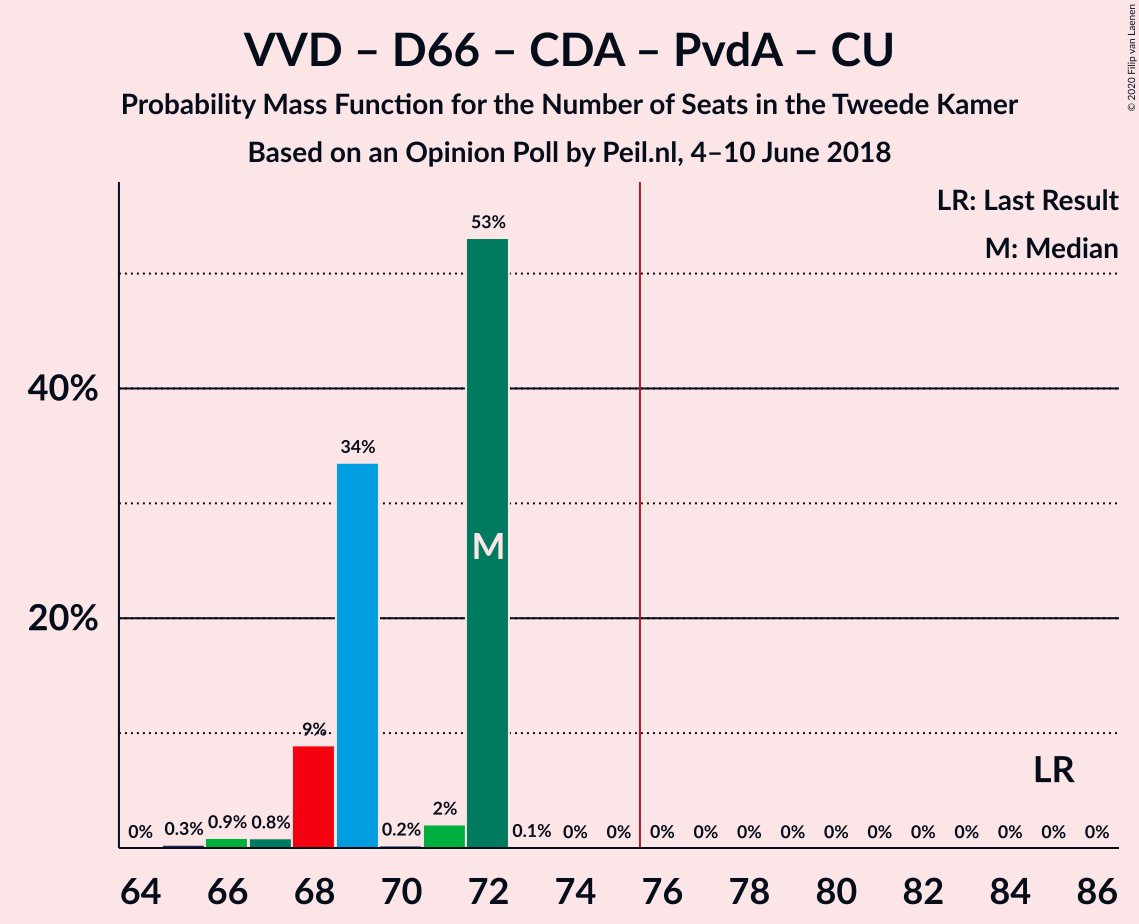 VVD – D66 – CDA – PvdA – CU
Probability Mass Function for the Number of Seats in the Tweede Kamer
Based on an Opinion Poll by Peil.nl, 4–10 June 2018
© 2020 Filip van Laenen
LR: Last Result
M: Median
53%
40%
34%
M
20%
9%
LR
0% 0.3% 0.9% 0.8% 0.2% 2% 0.1% 0% 0% 0% 0% 0% 0% 0% 0% 0% 0% 0% 0% 0%
64 66 68 70 72 74 76 78 80 82 84 86